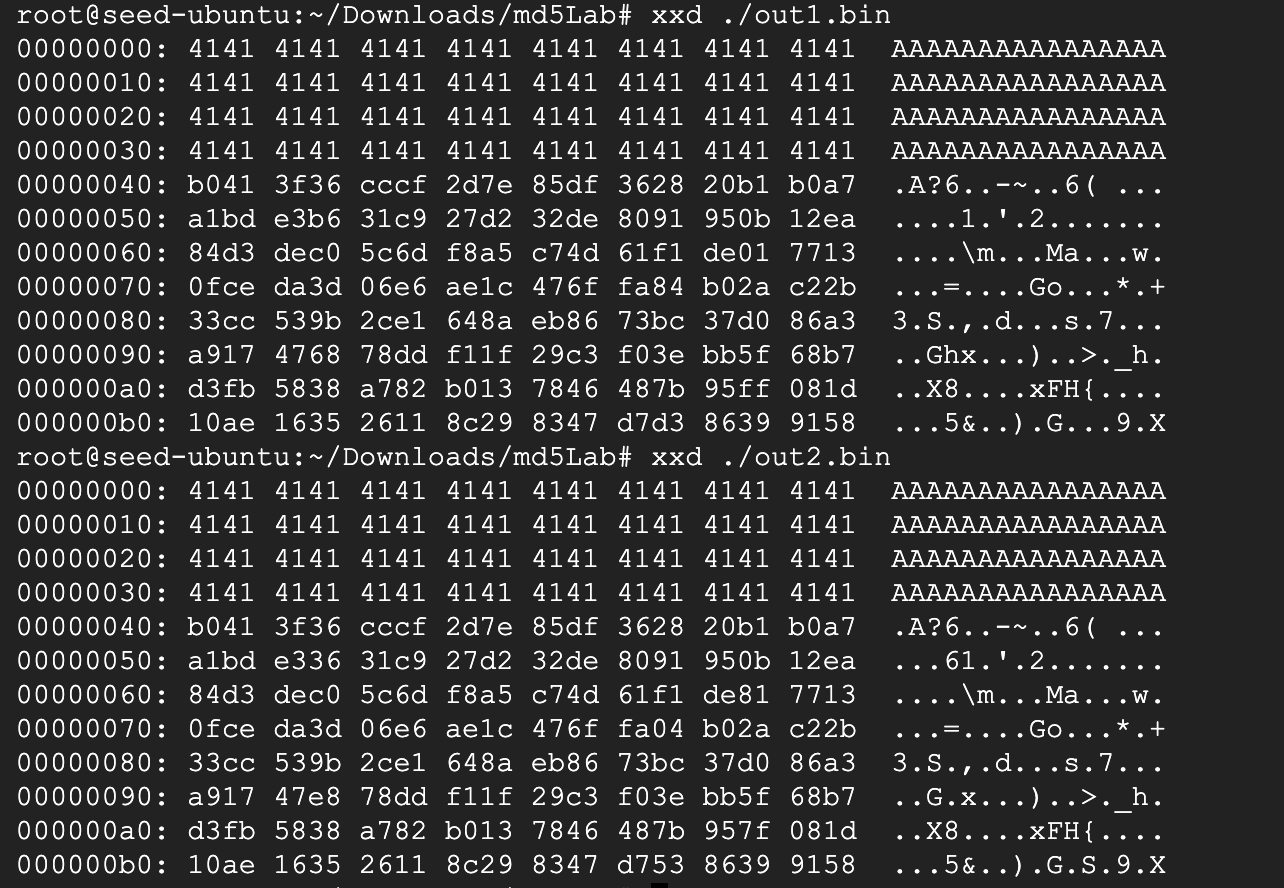 root@seed-ubuntu:~/Downloads/md5Lab# xxd ./out1.bin
00000000: 4141 4141 4141 4141 4141 4141 4141 4141  AAAAAAAAAAAAAAAA
00000010: 4141 4141 4141 4141 4141 4141 4141 4141  AAAAAAAAAAAAAAAA
00000020: 4141 4141 4141 4141 4141 4141 4141 4141  AAAAAAAAAAAAAAAA
00000030: 4141 4141 4141 4141 4141 4141 4141 4141  AAAAAAAAAAAAAAAA
00000040: b041 3f36 cccf 2d7e 85df 3628 20b1 b0a7  .A?6..-~..6( ...
00000050: a1bd e3b6 31c9 27d2 32de 8091 950b 12ea  ....1.'.2.......
00000060: 84d3 dec0 5c6d f8a5 c74d 61f1 de01 7713  ....\m...Ma...w.
00000070: 0fce da3d 06e6 ae1c 476f fa84 b02a c22b  ...=....Go...*.+
00000080: 33cc 539b 2ce1 648a eb86 73bc 37d0 86a3  3.S.,.d...s.7...
00000090: a917 4768 78dd f11f 29c3 f03e bb5f 68b7  ..Ghx...)..>._h.
000000a0: d3fb 5838 a782 b013 7846 487b 95ff 081d  ..X8....xFH{....
000000b0: 10ae 1635 2611 8c29 8347 d7d3 8639 9158  ...5&..).G...9.X
root@seed-ubuntu:~/Downloads/md5Lab# xxd ./out2.bin
00000000: 4141 4141 4141 4141 4141 4141 4141 4141  AAAAAAAAAAAAAAAA
00000010: 4141 4141 4141 4141 4141 4141 4141 4141  AAAAAAAAAAAAAAAA
00000020: 4141 4141 4141 4141 4141 4141 4141 4141  AAAAAAAAAAAAAAAA
00000030: 4141 4141 4141 4141 4141 4141 4141 4141  AAAAAAAAAAAAAAAA
00000040: b041 3f36 cccf 2d7e 85df 3628 20b1 b0a7  .A?6..-~..6( ...
00000050: a1bd e336 31c9 27d2 32de 8091 950b 12ea  ...61.'.2.......
00000060: 84d3 dec0 5c6d f8a5 c74d 61f1 de81 7713  ....\m...Ma...w.
00000070: 0fce da3d 06e6 ae1c 476f fa04 b02a c22b  ...=....Go...*.+
00000080: 33cc 539b 2ce1 648a eb86 73bc 37d0 86a3  3.S.,.d...s.7...
00000090: a917 47e8 78dd f11f 29c3 f03e bb5f 68b7  ..G.x...)..>._h.
000000a0: d3fb 5838 a782 b013 7846 487b 957f 081d  ..X8....xFH{....
000000b0: 10ae 1635 2611 8c29 8347 d753 8639 9158  ...5&..).G.S.9.X